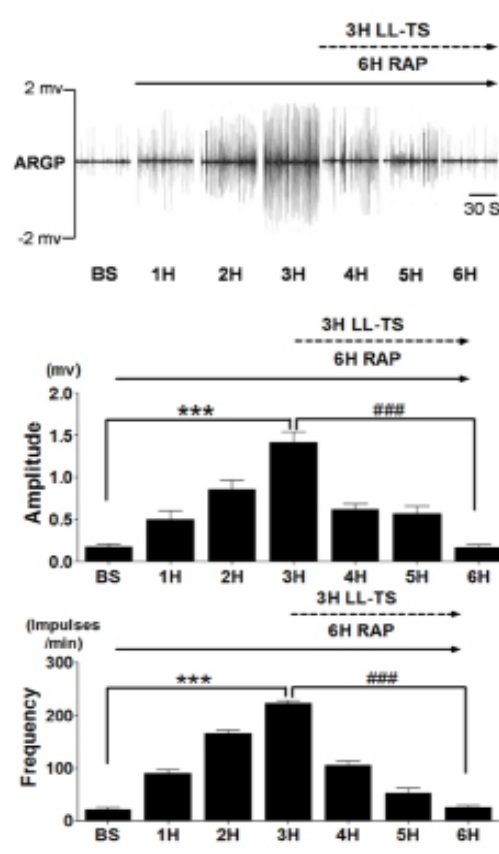 3H LL-TS
6H RAP
2 mv
ARGP
30 S
-2 mv
BS 1H 2H 3H 4H 5H 6H
3H LL-TS
6H RAP
(mv)
2.0
*** ###
1.5
Amplitude
1.0
0.5
0.0
BS 1H 2H 3H 4H 5H 6H
3H LL-TS
(Impulses
/min)
6H RAP
300
*** ###
200
Frequency
100
0
BS 1H 2H 3H 4H 5H 6H